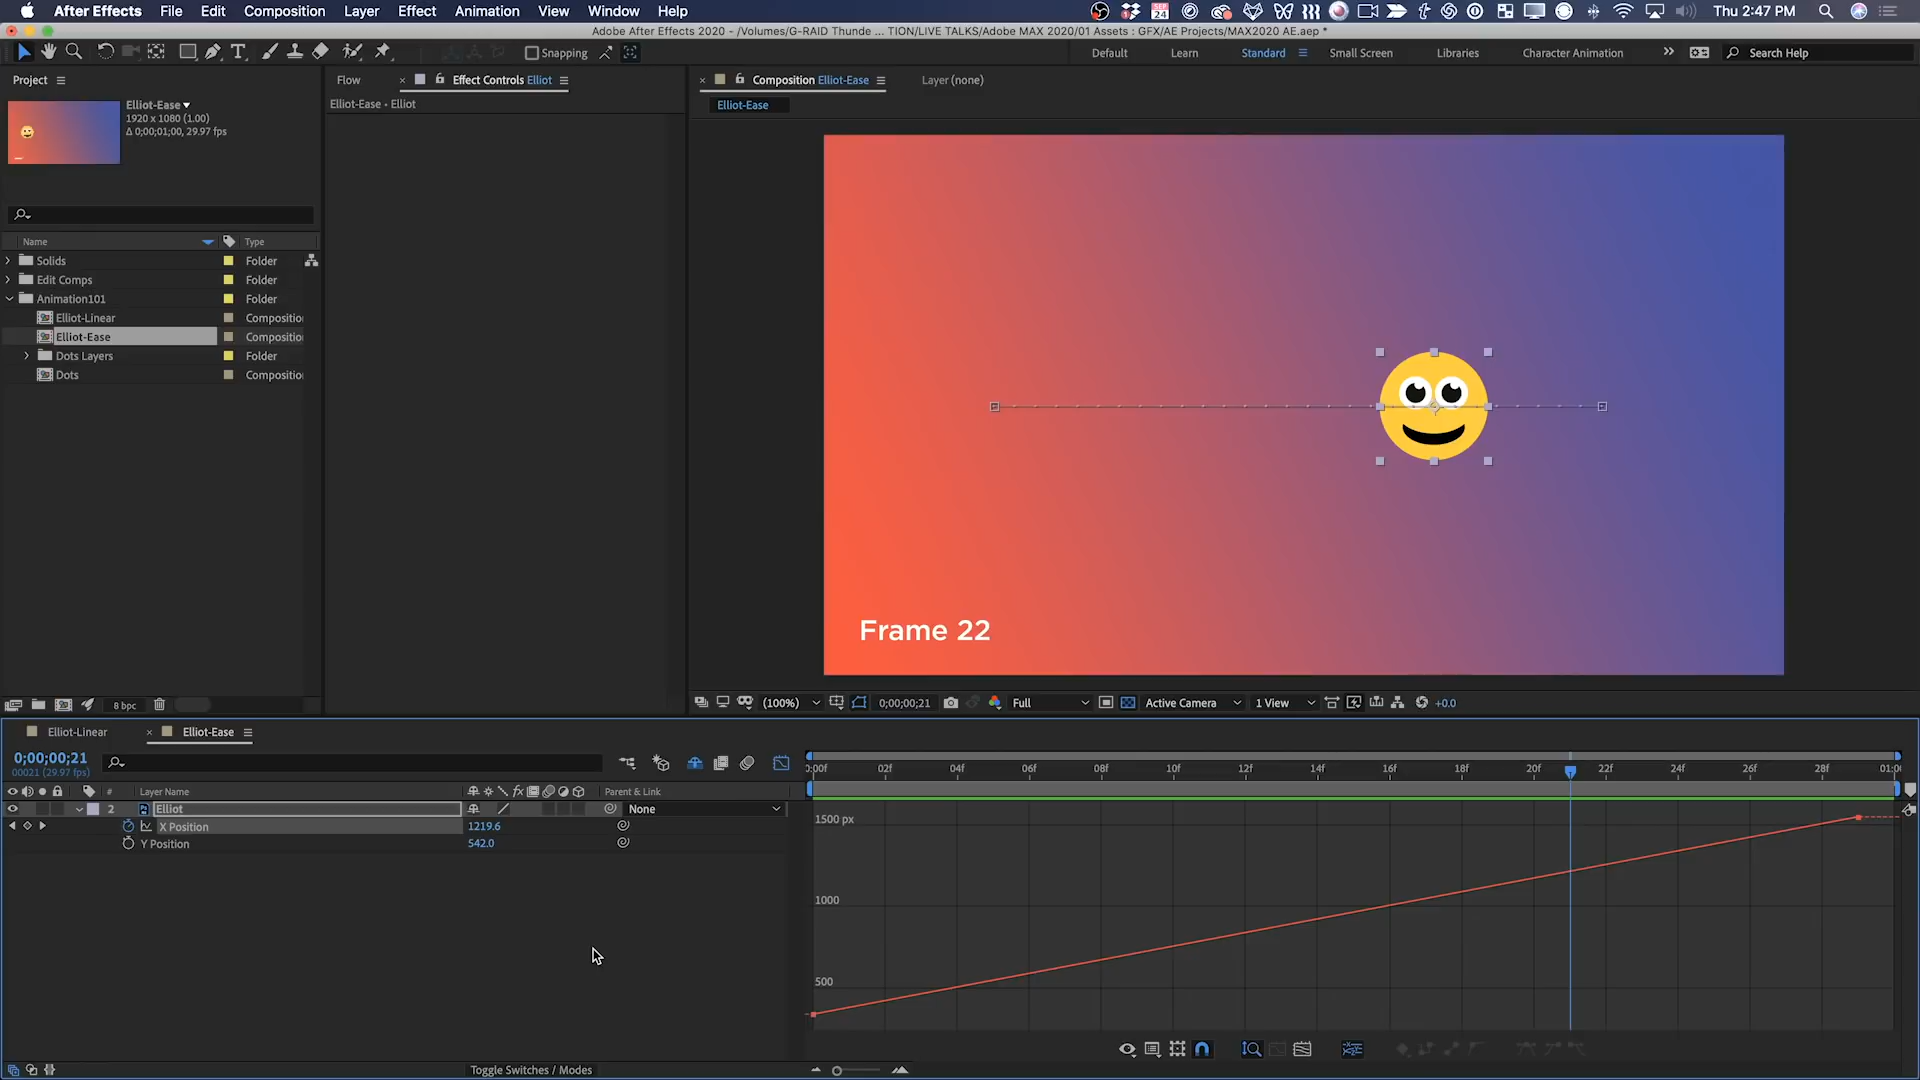 After Effects File Edit Composition Layer Effect Animation View Window Help Thu 2:47 PM
Adobe After Effects 2020 - /Volumes/G-RAID Thunde ... TION/LIVE TALKS/Adobe MAX 2020/01 Assets : GFX/AE Projects/MAX2020 AE.aep *
Snapping Default Learn Standard Small Screen Libraries Character Animation Search Help
Project Flow Effect Controls Elliot Composition Elliot-Ease Layer (none)
Elliot-Ease
1920 x 1080 (1.00)
Δ 0;00;01;00, 29.97 fps
Elliot-Ease • Elliot
Elliot-Ease
Name Type
Solids Folder
Edit Comps Folder
Animation101 Folder
Elliot-Linear Compositio
Elliot-Ease Compositio
Dots Layers Folder
Dots Compositio
Frame 22
8 bpc (100%) 0;00;00;21 Full Active Camera 1 View +0.0
Elliot-Linear Elliot-Ease
0;00;00;21
00021 (29.97 fps)
0:00f 02f 04f 06f 08f 10f 12f 14f 16f 18f 20f 22f 24f 26f 28f 01:0
# Layer Name fx Parent & Link
2 Elliot None
X Position 1219.6
Y Position 542.0
1500 px
1000
500
Toggle Switches / Modes